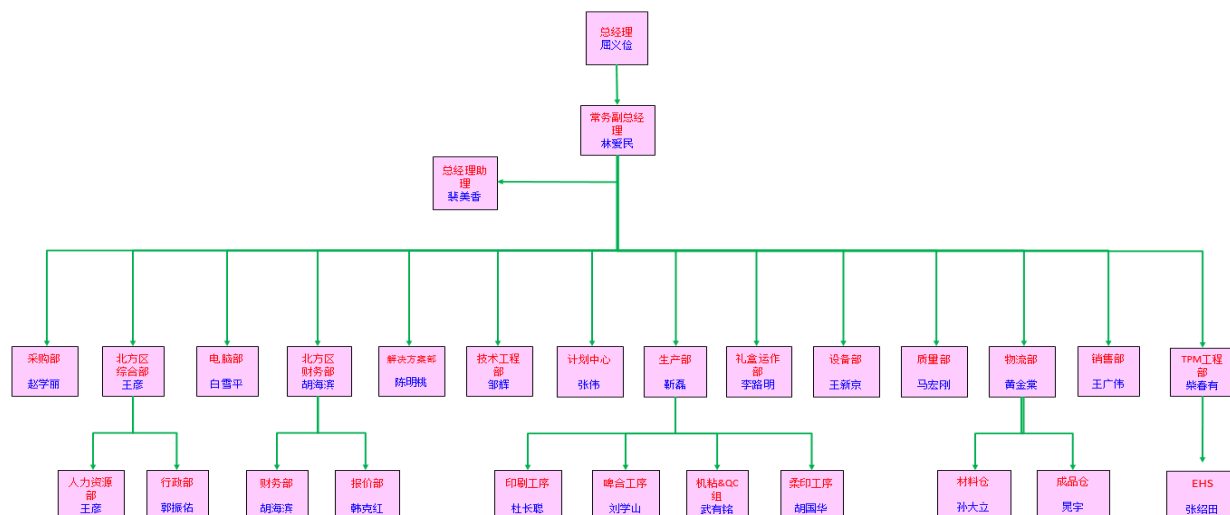 总经理
屈义俭
常务副总经
理
林爱民
总经理助
理
裴美香
采购部
赵学丽
北方区
综合部
王彦
电脑部
白雪平
北方区
财务部
胡海滨
解决方案部
陈明桃
技术工程
部
邹辉
计划中心
张伟
生产部
靳磊
礼盒运作
部
李路明
设备部
王新京
质量部
马宏刚
物流部
黄金棠
销售部
王广伟
TPM工程
部
柴春有
人力资源
部
王彦
行政部
郭振佑
财务部
胡海滨
报价部
韩克红
印刷工序
杜长聪
啤合工序
刘学山
机粘&QC
组
武有铭
柔印工序
胡国华
材料仓
孙大立
成品仓
晃宇
EHS
张绍田